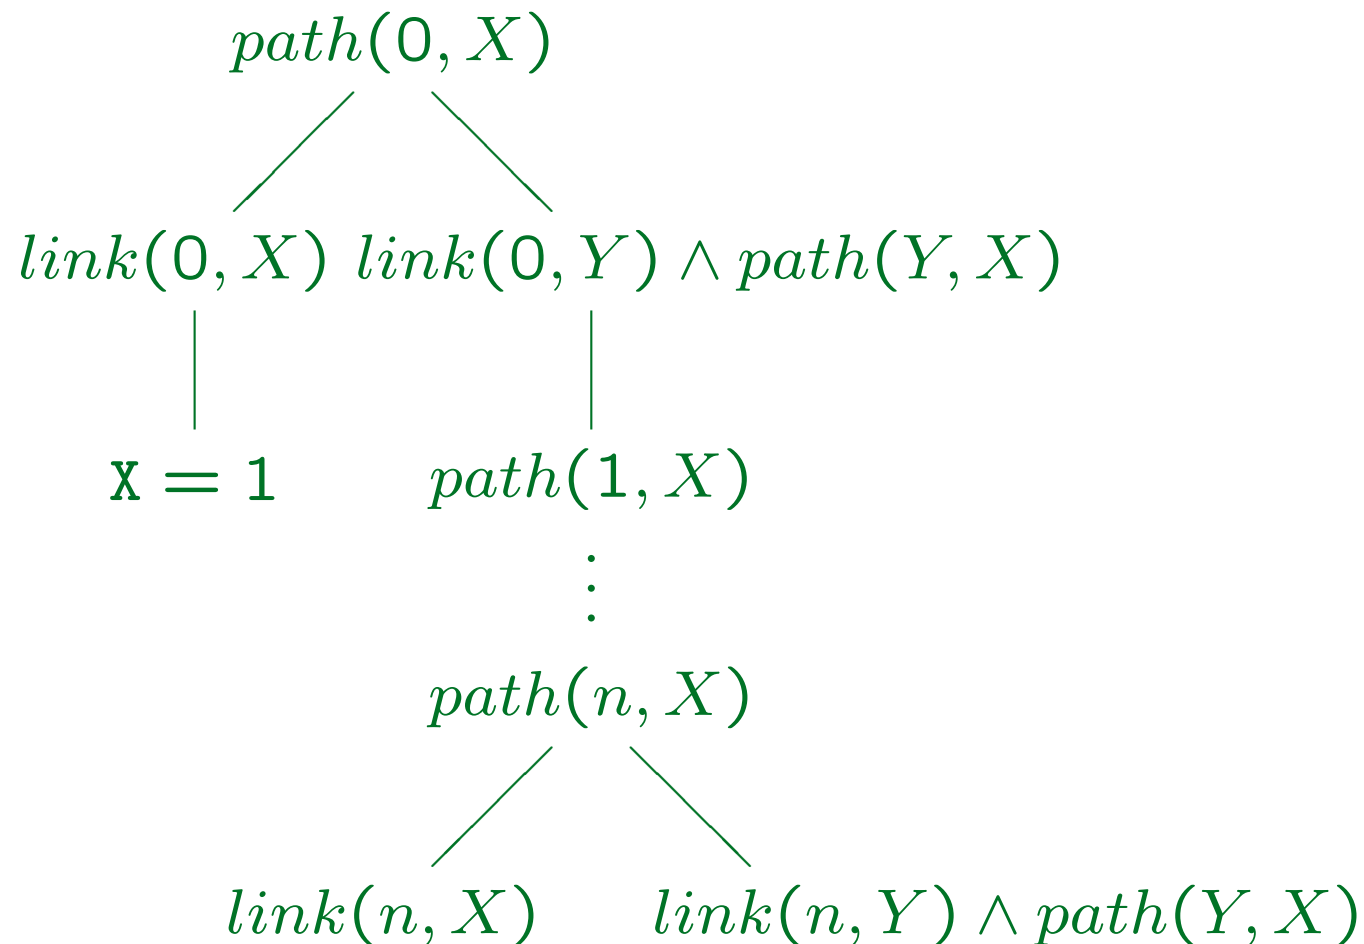 path(0, X)
link(0, X) link(0, Y) ∧ path(Y, X)
X = 1 path(1, X)
⋮
path(n, X)
link(n, X) link(n, Y) ∧ path(Y, X)